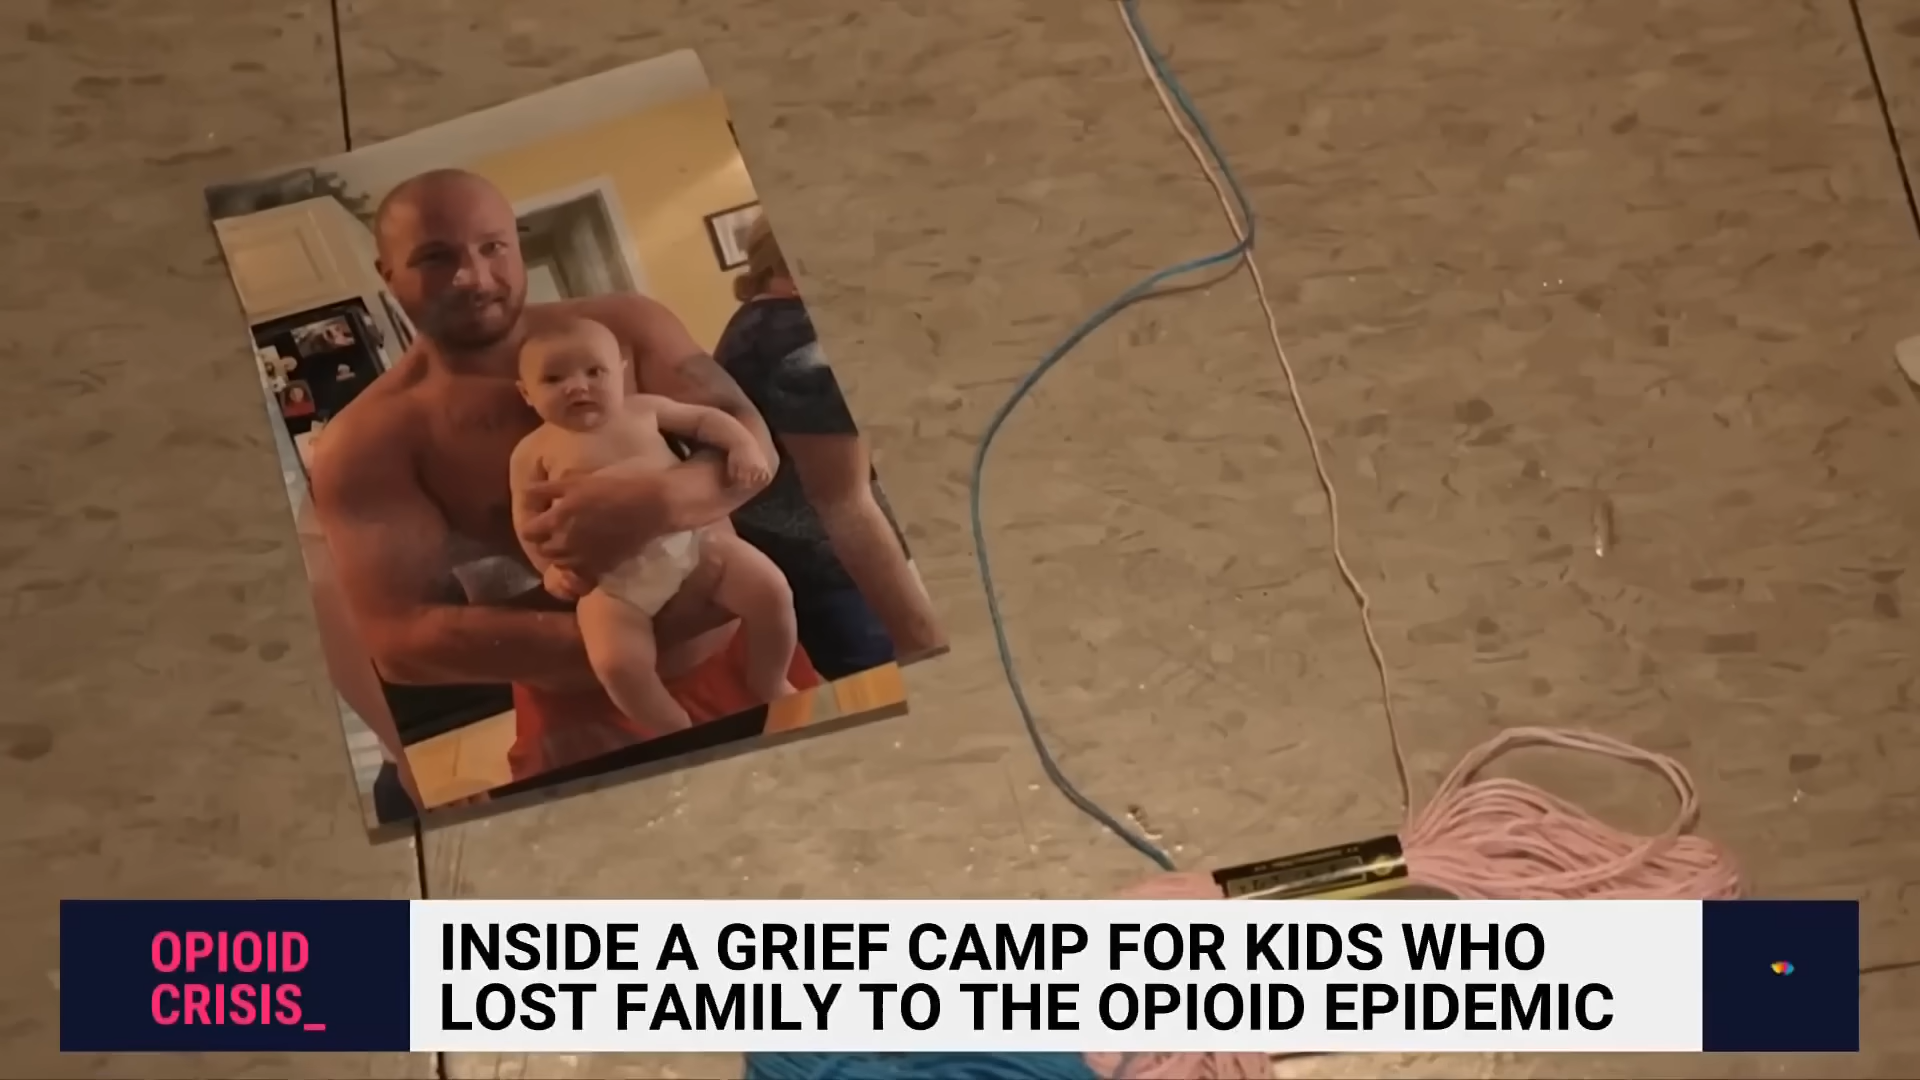 OPIOID
CRISIS_
INSIDE A GRIEF CAMP FOR KIDS WHO
LOST FAMILY TO THE OPIOID EPIDEMIC